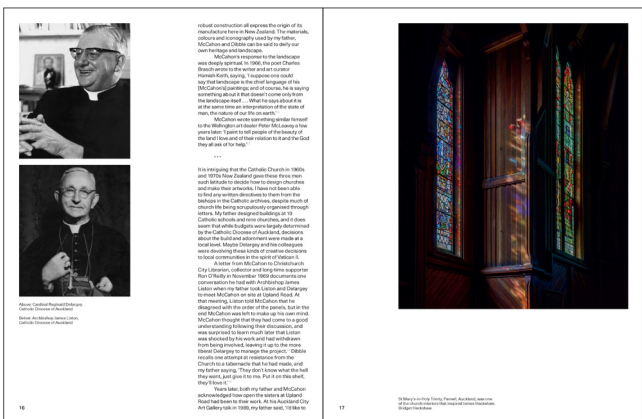 robust construction all express the origin of its
manufacture here in New Zealand. The materials,
colours and iconography used by my father,
McCahon and Dibble can be said to deify our
own heritage and landscape.
McCahon's response to the landscape
was deeply spiritual. In 1966, the poet Charles
Brasch wrote to the writer and art curator
Hamish Keith, saying, 'I suppose one could
say that landscape is the chief language of his
[McCahon's] paintings; and of course, he is saying
something about it that doesn't come only from
the landscape itself . . . What he says about it is
at the same time an interpretation of the state of
man, the nature of our life on earth.'
McCahon wrote something similar himself
to the Wellington art dealer Peter McLeavey a few
years later: 'I paint to tell people of the beauty of
the land I love and of their relation to it and the God
they all ask of for help.'
. . .
It is intriguing that the Catholic Church in 1960s
and 1970s New Zealand gave these three men
such latitude to decide how to design churches
and make their artworks. I have not been able
to find any written directives to them from the
bishops in the Catholic archives, despite much of
church life being scrupulously organised through
letters. My father designed buildings at 10
Catholic schools and nine churches, and it does
seem that while budgets were largely determined
by the Catholic Diocese of Auckland, decisions
about the build and adornment were made at a
local level. Maybe Delargey and his colleagues
were devolving these kinds of creative decisions
to local communities in the spirit of Vatican II.
A letter from McCahon to Christchurch
City Librarian, collector and long-time supporter
Ron O'Reilly in November 1969 documents one
conversation he had with Archbishop James
Liston when my father took Liston and Delargey
to meet McCahon on site at Upland Road. At
that meeting, Liston told McCahon that he
disagreed with the order of the panels, but in the
end McCahon was left to make up his own mind.
McCahon thought that they had come to a good
understanding following their discussion, and
was surprised to learn much later that Liston
was shocked by his work and had withdrawn
from being involved, leaving it up to the more
liberal Delargey to manage the project. Dibble
recalls one attempt at resistance from the
Church to a tabernacle that he had made, and
my father saying, 'They don't know what the hell
they want, just give it to me. Put it on this shelf,
they'll love it.'
Years later, both my father and McCahon
acknowledged how open the sisters at Upland
Road had been to their work. At his Auckland City
Art Gallery talk in 1989, my father said, 'I'd like to
Above: Cardinal Reginald Delargey,
Catholic Diocese of Auckland
Below: Archbishop James Liston,
Catholic Diocese of Auckland
16
17
St Mary's-in-Holy Trinity, Parnell, Auckland, was one
of the church interiors that inspired James Hackshaw.
Bridget Hackshaw